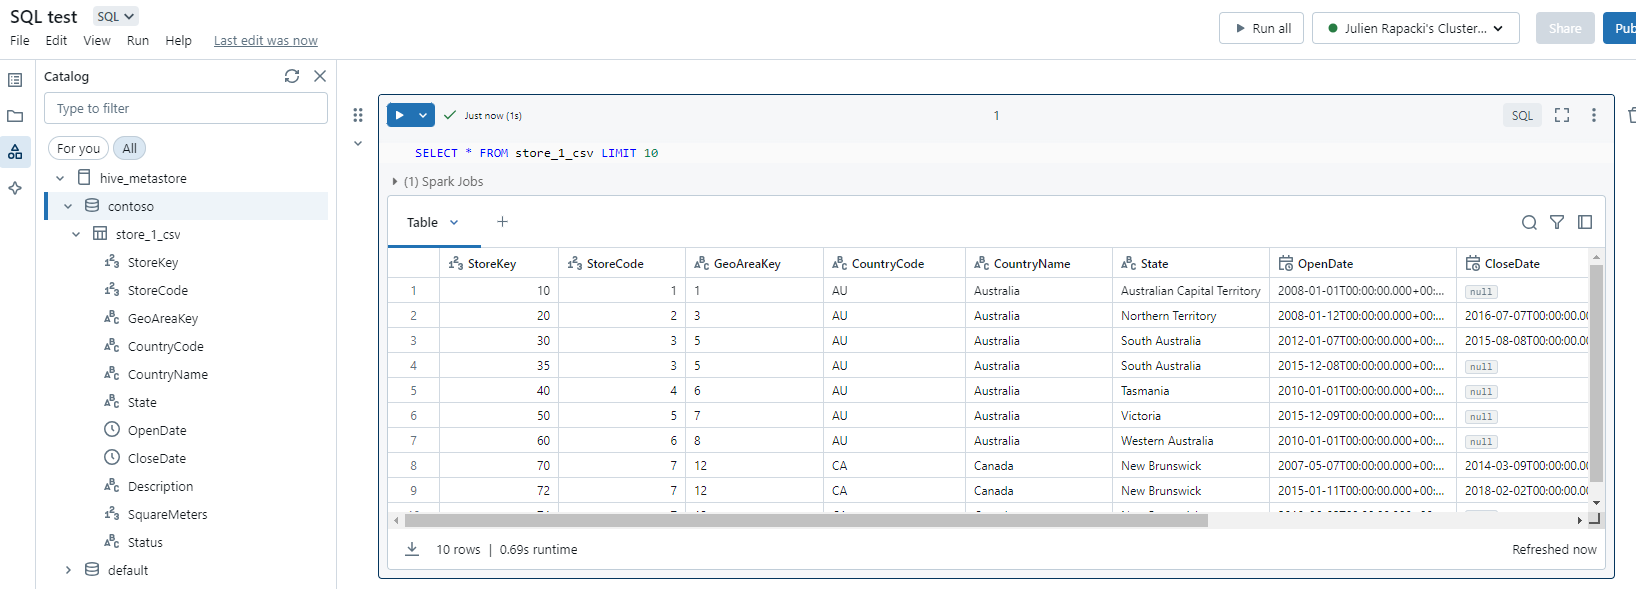 SQL test SQL
File Edit View Run Help Last edit was now
Run all Julien Rapacki's Cluster... Share Pub
Catalog
Type to filter
For you All
hive_metastore
contoso
store_1_csv
StoreKey
StoreCode
GeoAreaKey
CountryCode
CountryName
State
OpenDate
CloseDate
Description
SquareMeters
Status
default
Just now (1s) 1 SQL
SELECT * FROM store_1_csv LIMIT 10
(1) Spark Jobs
Table +
StoreKey StoreCode GeoAreaKey CountryCode CountryName State OpenDate CloseDate
1 10 1 1 AU Australia Australian Capital Territory 2008-01-01T00:00:00.000+00:... null
2 20 2 3 AU Australia Northern Territory 2008-01-12T00:00:00.000+00:... 2016-07-07T00:00:00.00
3 30 3 5 AU Australia South Australia 2012-01-07T00:00:00.000+00:... 2015-08-08T00:00:00.00
4 35 3 5 AU Australia South Australia 2015-12-08T00:00:00.000+00:... null
5 40 4 6 AU Australia Tasmania 2010-01-01T00:00:00.000+00:... null
6 50 5 7 AU Australia Victoria 2015-12-09T00:00:00.000+00:... null
7 60 6 8 AU Australia Western Australia 2010-01-01T00:00:00.000+00:... null
8 70 7 12 CA Canada New Brunswick 2007-05-07T00:00:00.000+00:... 2014-03-09T00:00:00.00
9 72 7 12 CA Canada New Brunswick 2015-01-11T00:00:00.000+00:... 2018-02-02T00:00:00.00
10 rows | 0.69s runtime Refreshed now